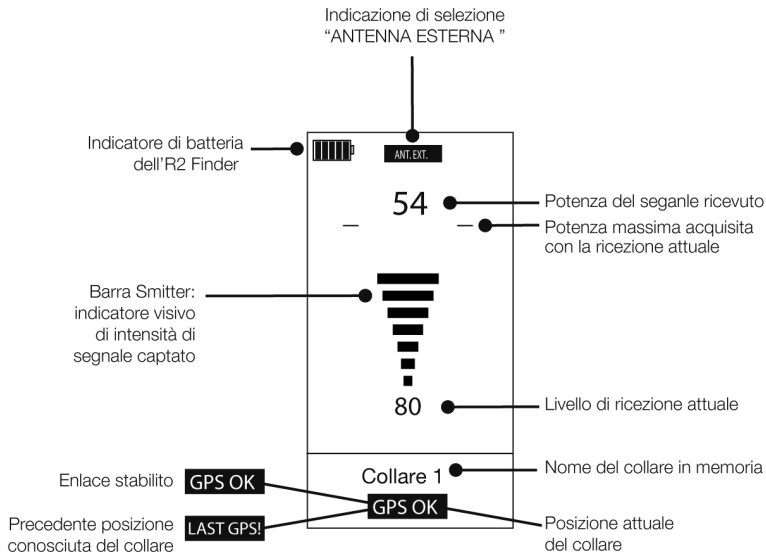 Indicazione di selezione
“ANTENNA ESTERNA ”
Indicatore di batteria
dell’R2 Finder
ANT. EXT.
54
Potenza del seganle ricevuto
Potenza massima acquisita
con la ricezione attuale
Barra Smitter:
indicatore visivo
di intensità di
segnale captato
80
Livello di ricezione attuale
Collare 1
Nome del collare in memoria
Enlace stabilito
GPS OK
GPS OK
Precedente posizione
conosciuta del collare
LAST GPS!
Posizione attuale
del collare